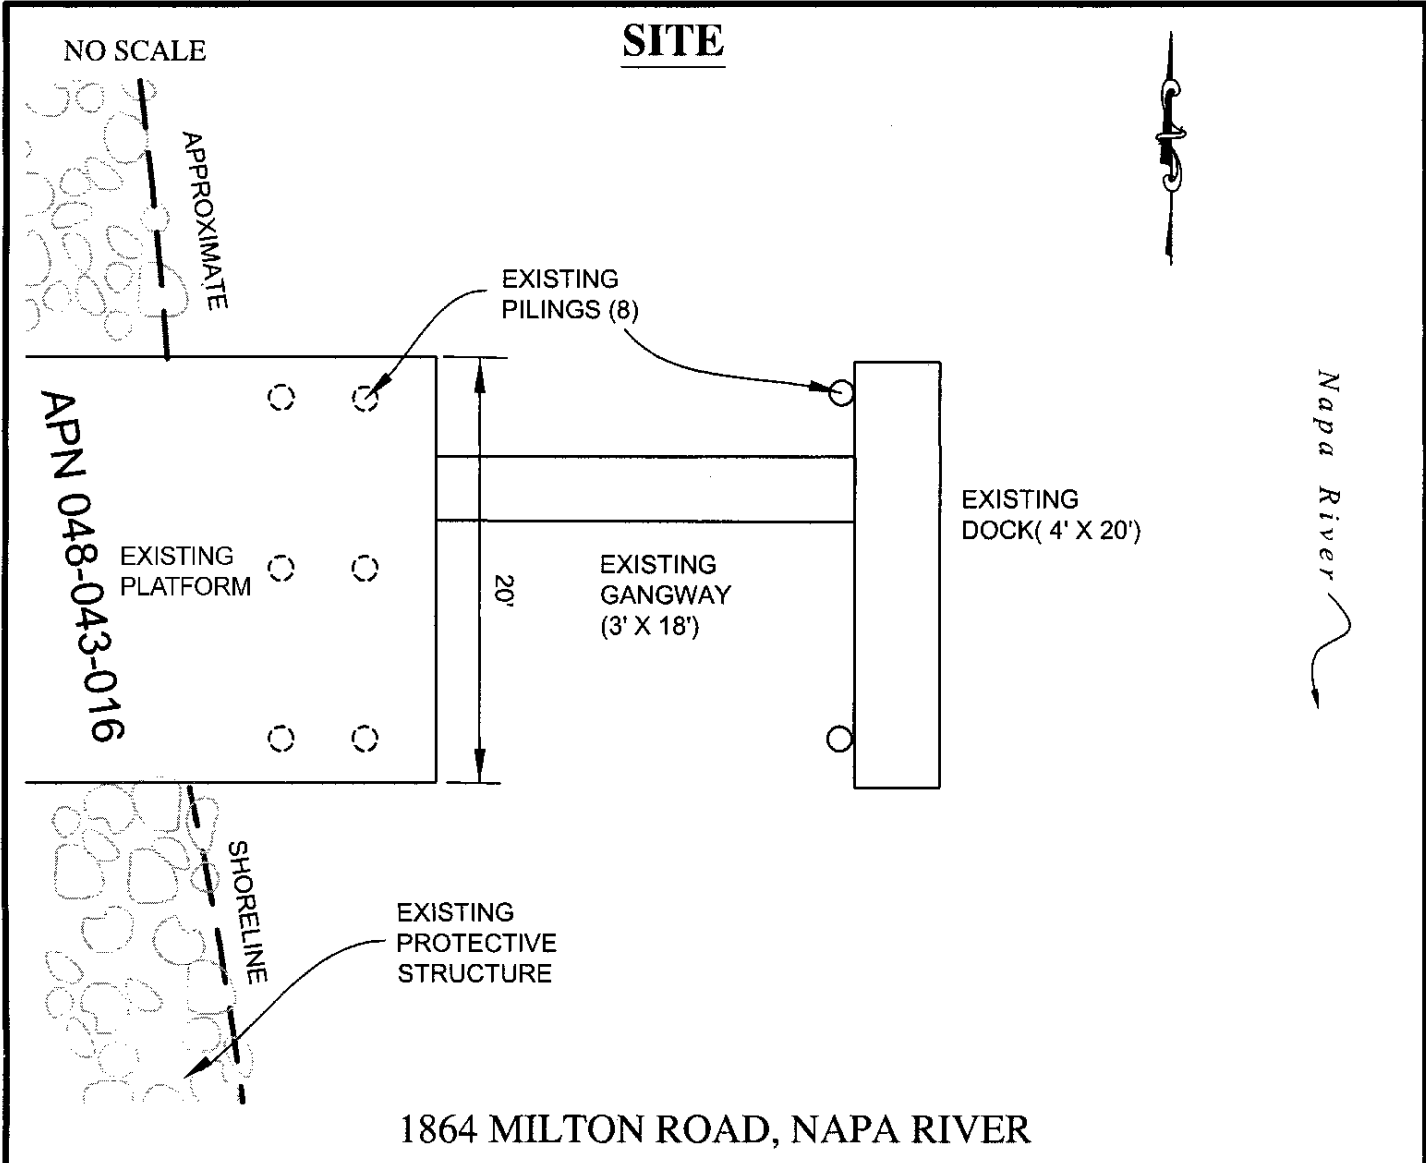 SITE
NO SCALE
APPROXIMATE
EXISTING
PILINGS (8)
APN 048-043-016
EXISTING
PLATFORM
20'
EXISTING
GANGWAY
(3' X 18')
EXISTING
DOCK( 4' X 20')
Napa River
SHORELINE
EXISTING
PROTECTIVE
STRUCTURE
1864 MILTON ROAD, NAPA RIVER